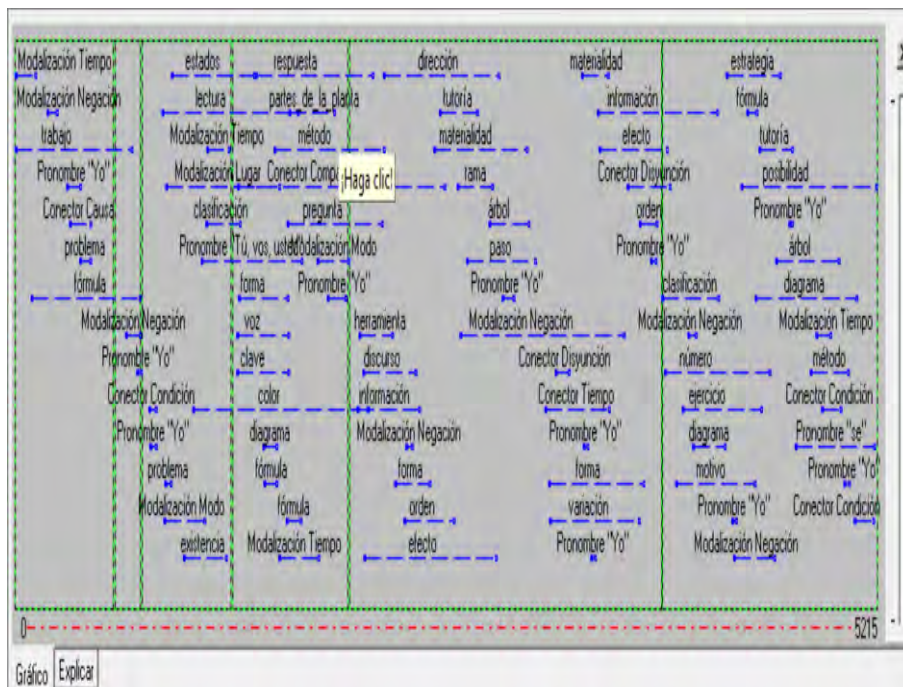 Modalización Tiempo estados respuesta dirección materialidad estrategia
Modalización Negación lectura partes_de_la_planta tutoría información fórmula
trabajo Modalización Tiempo método materialidad efecto tutoría
Pronombre "Yo" Modalización Lugar Conector Compa ¡Haga clic! rama Conector Disyunción posibilidad
Conector Causa clasificación pregunta árbol orden Pronombre "Yo"
problema Pronombre "Tú, vos, usted" Modalización Modo paso Pronombre "Yo" árbol
fórmula forma Pronombre "Yo" Pronombre "Yo" clasificación diagrama
Modalización Negación voz herramienta Modalización Negación Modalización Negación Modalización Tiempo
Pronombre "Yo" clave discurso Conector Disyunción número método
Conector Condición color información Conector Tiempo ejercicio Conector Condición
Pronombre "Yo" diagrama Modalización Negación Pronombre "Yo" diagrama Pronombre "se"
problema fórmula forma forma motivo Pronombre "Yo"
Modalización Modo fórmula orden variación Pronombre "Yo" Conector Condición
existencia Modalización Tiempo efecto Pronombre "Yo" Modalización Negación
0 5215
Gráfico Explicar